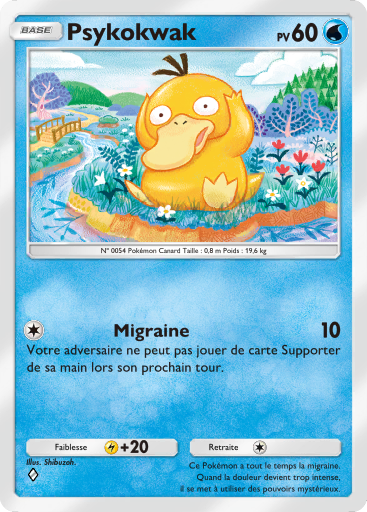 BASE Psykokwak PV 60
N° 0054 Pokémon Canard Taille : 0,8 m Poids : 19,6 kg
Migraine 10
Votre adversaire ne peut pas jouer de carte Supporter
de sa main lors son prochain tour.
Faiblesse +20 Retraite
Illus. Shibuzoh.
Ce Pokémon a tout le temps la migraine.
Quand la douleur devient trop intense,
il se met à utiliser des pouvoirs mystérieux.